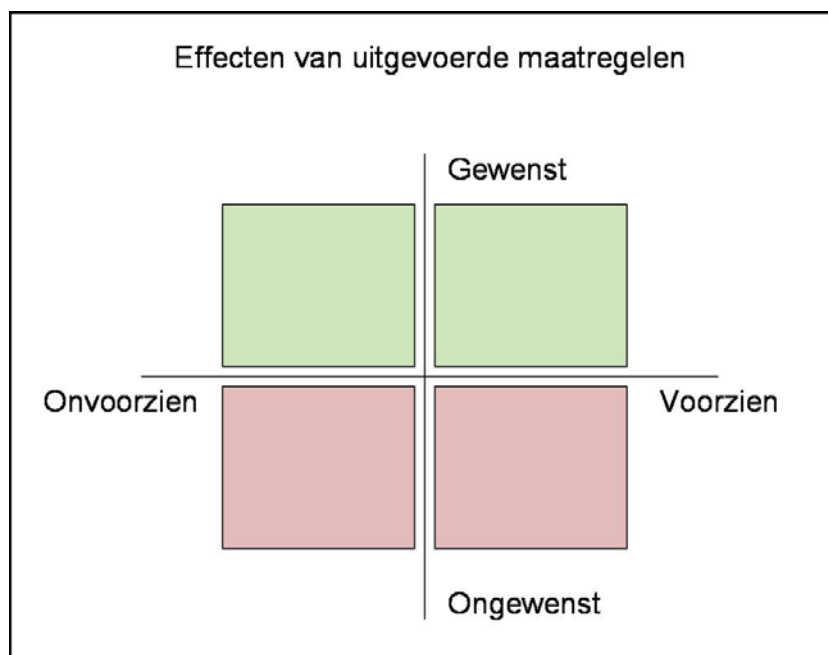 Effecten van uitgevoerde maatregelen
Gewenst
Onvoorzien
Voorzien
Ongewenst